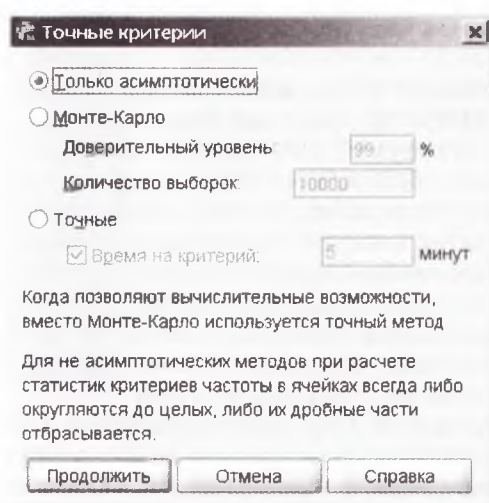 Точные критерии
Только асимптотически
Монте-Карло
Доверительный уровень 99 %
Количество выборок: 10000
Точные
Время на критерий: 5 минут
Когда позволяют вычислительные возможности,
вместо Монте-Карло используется точный метод
Для не асимптотических методов при расчете
статистик критериев частоты в ячейках всегда либо
округляются до целых, либо их дробные части
отбрасывается.
Продолжить Отмена Справка